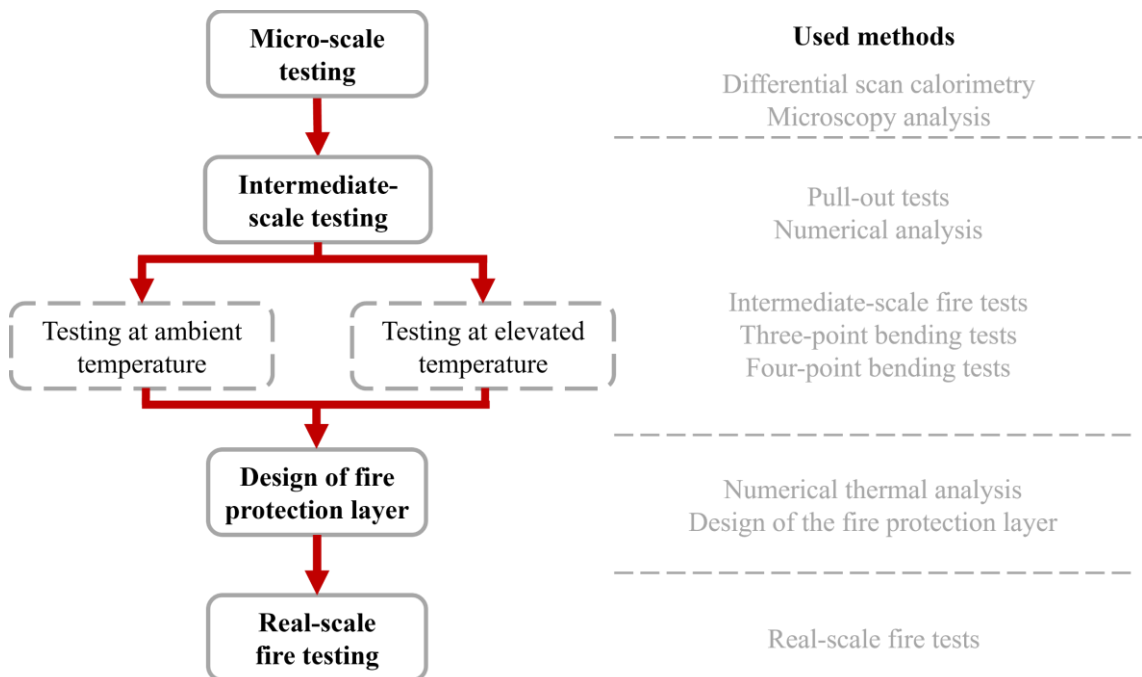 Micro-scale
testing
Intermediate-
scale testing
Testing at ambient
temperature
Testing at elevated
temperature
Design of fire
protection layer
Real-scale
fire testing
Used methods
Differential scan calorimetry
Microscopy analysis
Pull-out tests
Numerical analysis
Intermediate-scale fire tests
Three-point bending tests
Four-point bending tests
Numerical thermal analysis
Design of the fire protection layer
Real-scale fire tests